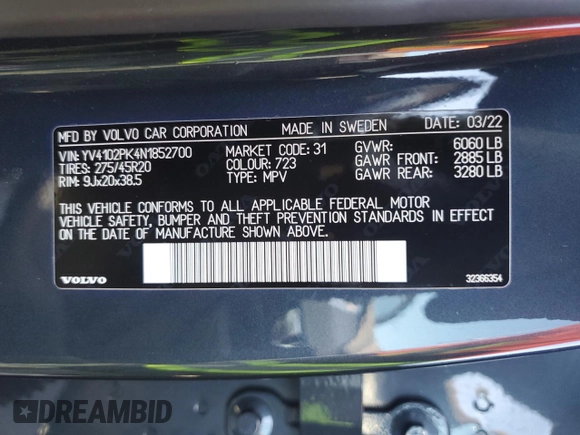 MFD BY VOLVO CAR CORPORATION MADE IN SWEDEN DATE: 03/22
VIN: YV4102PK4N1852700 MARKET CODE: 31 GVWR: 6060 LB
TIRES: 275/45R20 COLOUR: 723 GAWR FRONT: 2885 LB
RIM: 9Jx20x38.5 TYPE: MPV GAWR REAR: 3280 LB
THIS VEHICLE CONFORMS TO ALL APPLICABLE FEDERAL MOTOR
VEHICLE SAFETY, BUMPER AND THEFT PREVENTION STANDARDS IN EFFECT
ON THE DATE OF MANUFACTURE SHOWN ABOVE.
VOLVO 32366354
DREAMBID